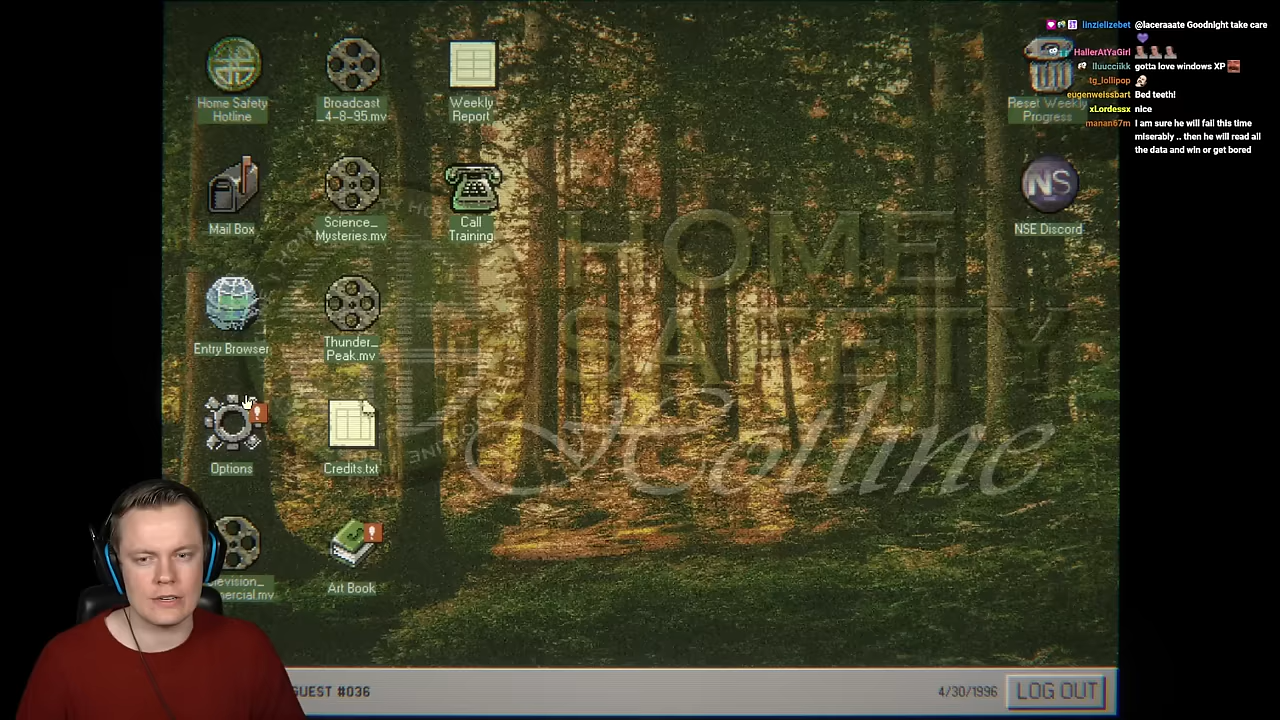 Home Safety
Hotline
Broadcast
_4-8-95.mv
Weekly
Report
Reset Weekly
Progress
Mail Box
Science_
Mysteries.mv
Call
Training
NS
NSE Discord
Entry Browser
Thunder_
Peak.mv
Options
Credits.txt
Art Book
HOME
SAFETY
Hotline
GUEST #036
4/30/1996
LOG OUT
linzielizebet @laceraaate Goodnight take care
HallerAtYaGirl
lluucciikk gotta love windows XP
tg_lollipop
eugenweissbart Bed teeth!
xLordessx nice
manan67m I am sure he will fail this time
miserably .. then he will read all
the data and win or get bored